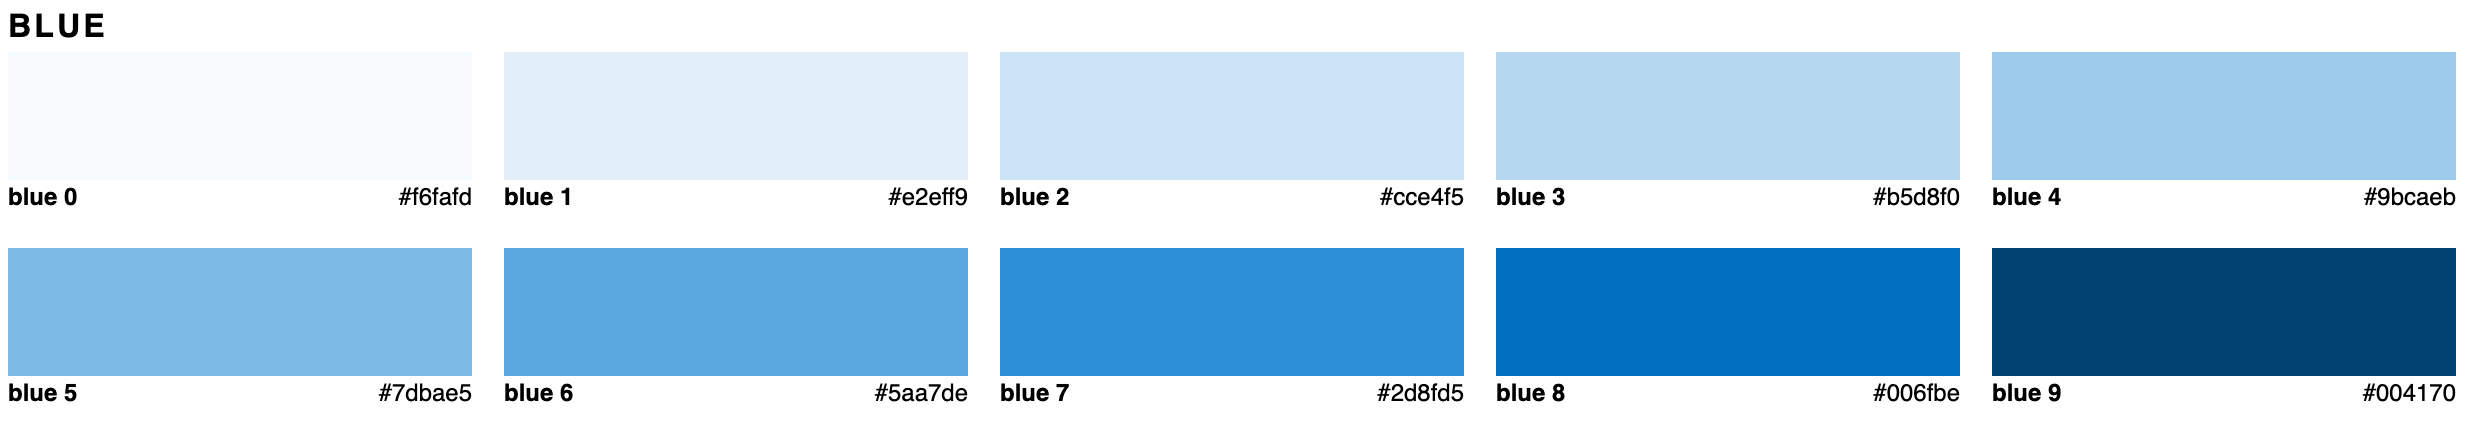 BLUE
blue 0 #f6fafd
blue 1 #e2eff9
blue 2 #cce4f5
blue 3 #b5d8f0
blue 4 #9bcaeb
blue 5 #7dbae5
blue 6 #5aa7de
blue 7 #2d8fd5
blue 8 #006fbe
blue 9 #004170